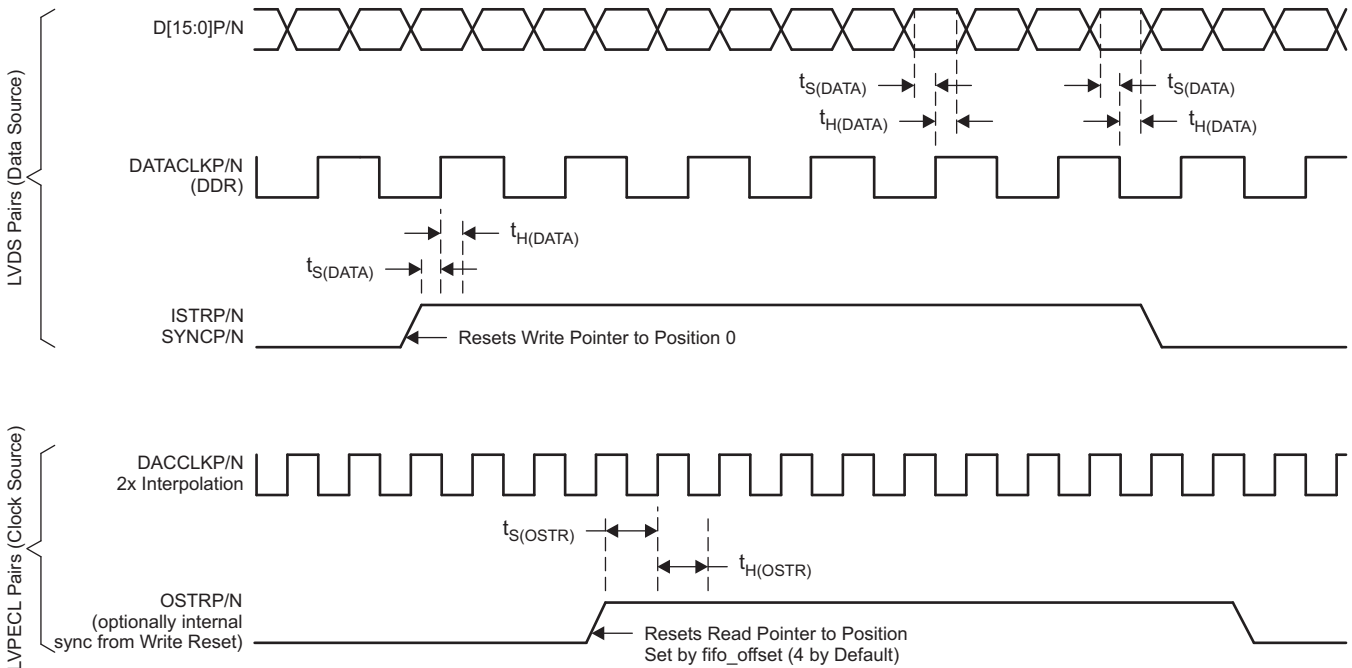 LVDS Pairs (Data Source)
D[15:0]P/N
tS(DATA)
tS(DATA)
tH(DATA)
tH(DATA)
DATACLKP/N
(DDR)
tH(DATA)
tS(DATA)
ISTRP/N
SYNCP/N
Resets Write Pointer to Position 0
LVPECL Pairs (Clock Source)
DACCLKP/N
2x Interpolation
tS(OSTR)
tH(OSTR)
OSTRP/N
(optionally internal
sync from Write Reset)
Resets Read Pointer to Position
Set by fifo_offset (4 by Default)